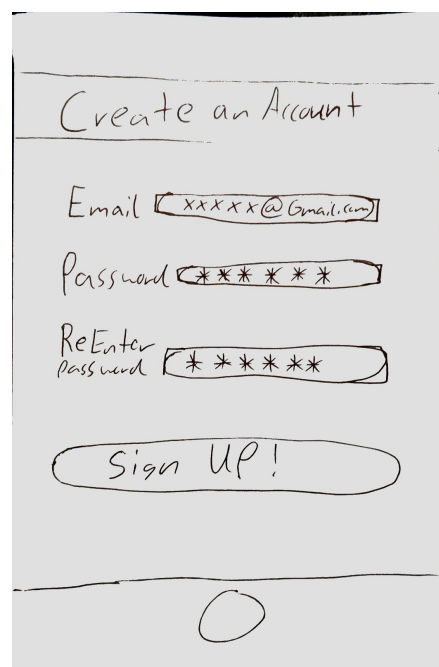 Create an Account
Email xxxxx@Gmail.com
Password ******
ReEnter
password ******
Sign UP!